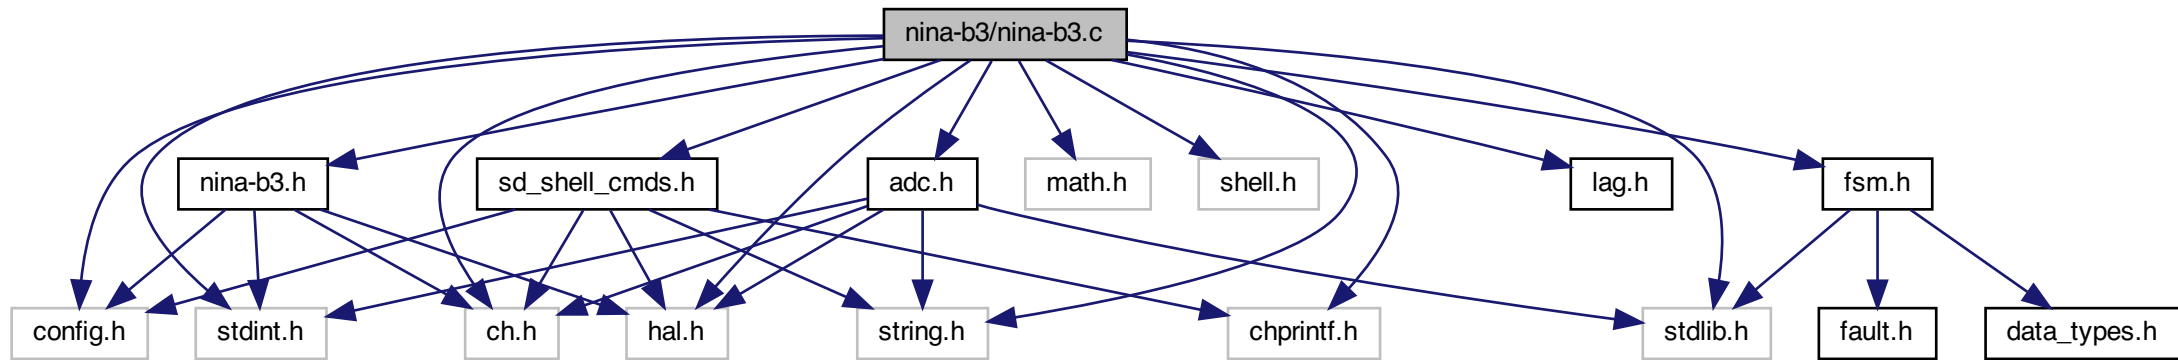 nina-b3/nina-b3.c
nina-b3.h
sd_shell_cmds.h
adc.h
math.h
shell.h
lag.h
fsm.h
config.h
stdint.h
ch.h
hal.h
string.h
chprintf.h
stdlib.h
fault.h
data_types.h